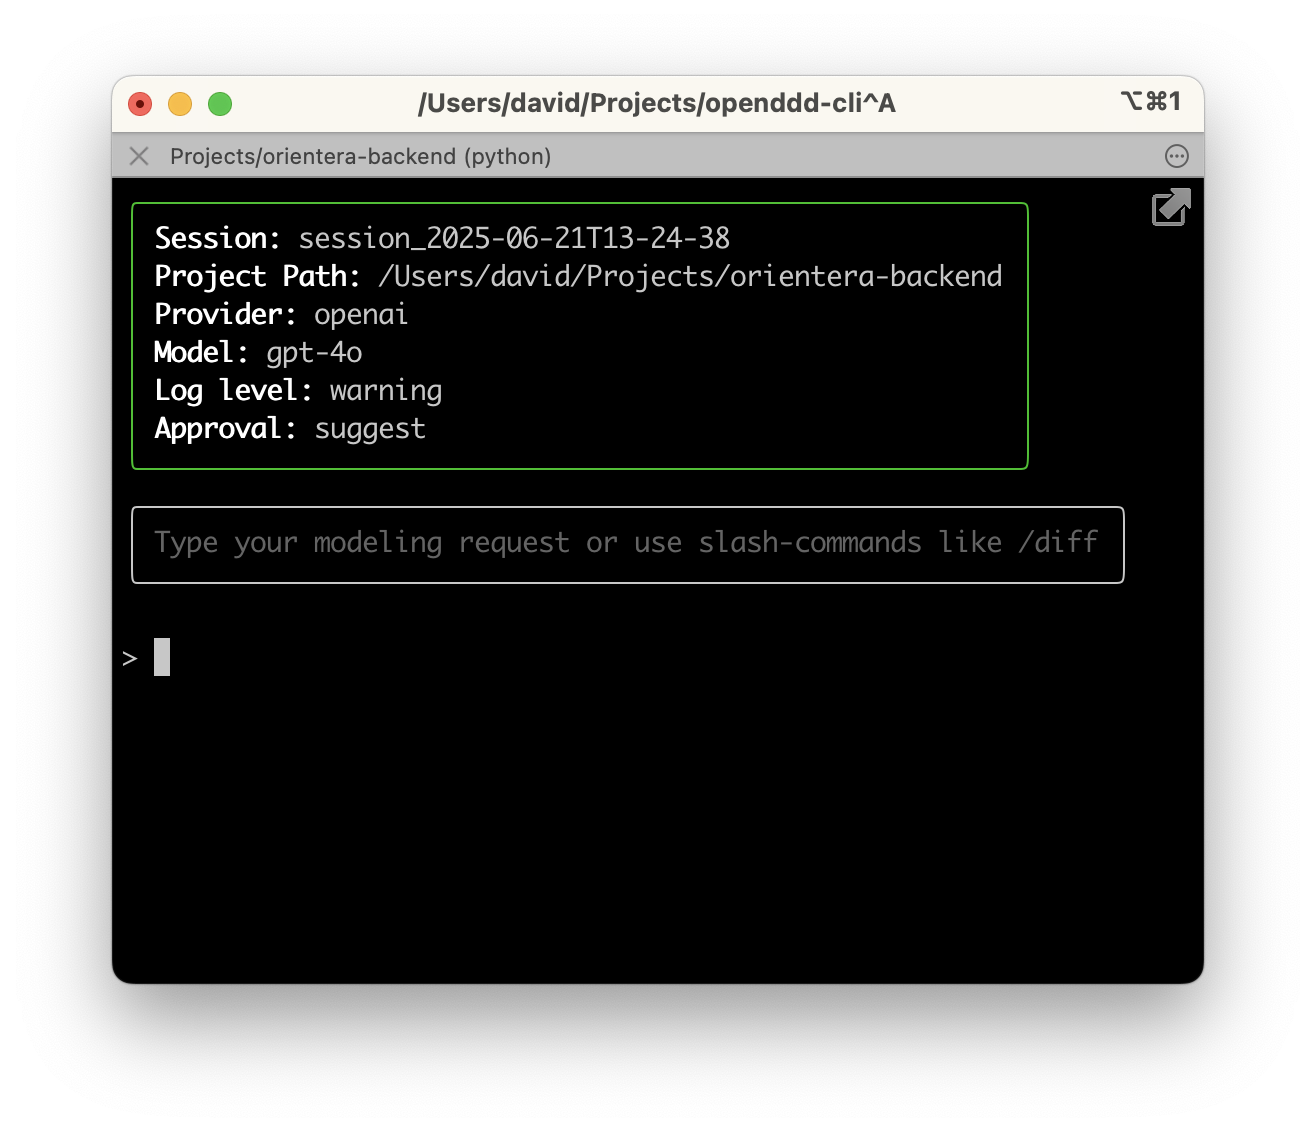 /Users/david/Projects/openddd-cli^A
⌥⌘1
Projects/orientera-backend (python)
Session: session_2025-06-21T13-24-38
Project Path: /Users/david/Projects/orientera-backend
Provider: openai
Model: gpt-4o
Log level: warning
Approval: suggest
Type your modeling request or use slash-commands like /diff
>